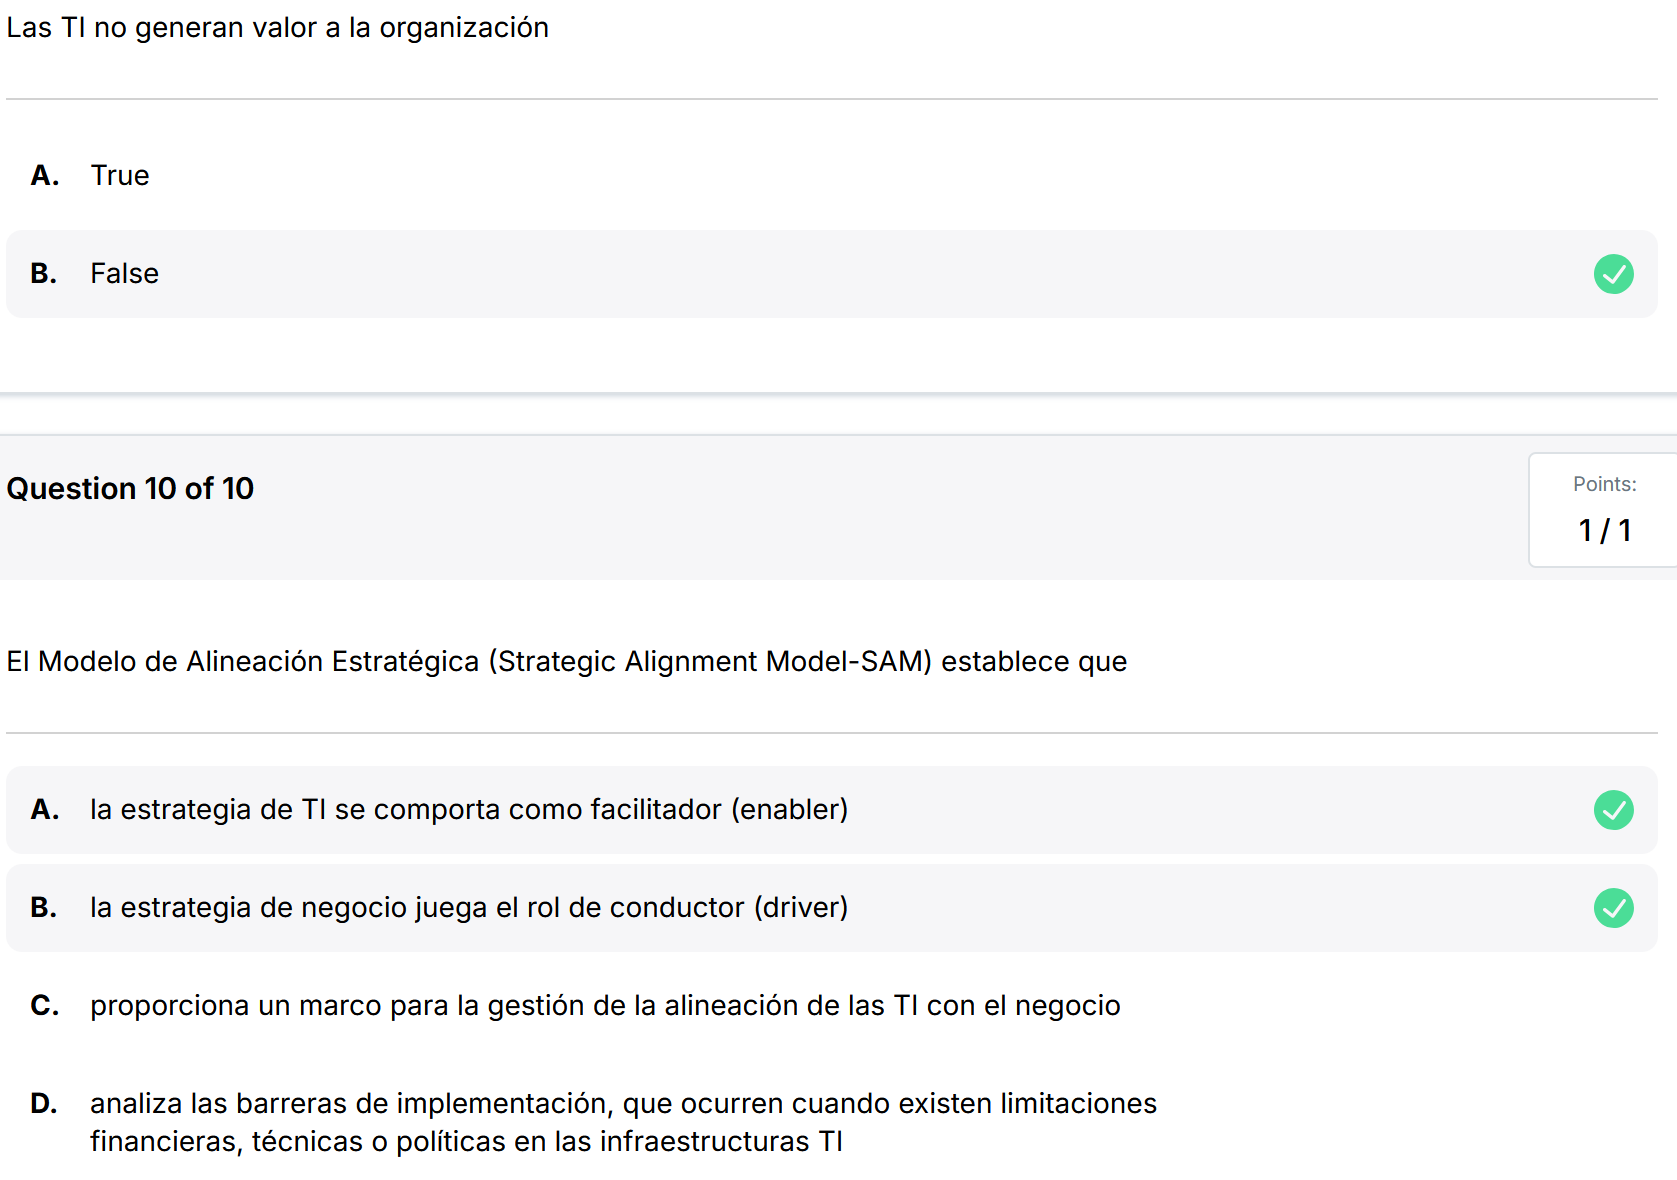 Las TI no generan valor a la organización
A. True
B. False
Question 10 of 10
Points:
1 / 1
El Modelo de Alineación Estratégica (Strategic Alignment Model-SAM) establece que
A. la estrategia de TI se comporta como facilitador (enabler)
B. la estrategia de negocio juega el rol de conductor (driver)
C. proporciona un marco para la gestión de la alineación de las TI con el negocio
D. analiza las barreras de implementación, que ocurren cuando existen limitaciones
financieras, técnicas o políticas en las infraestructuras TI